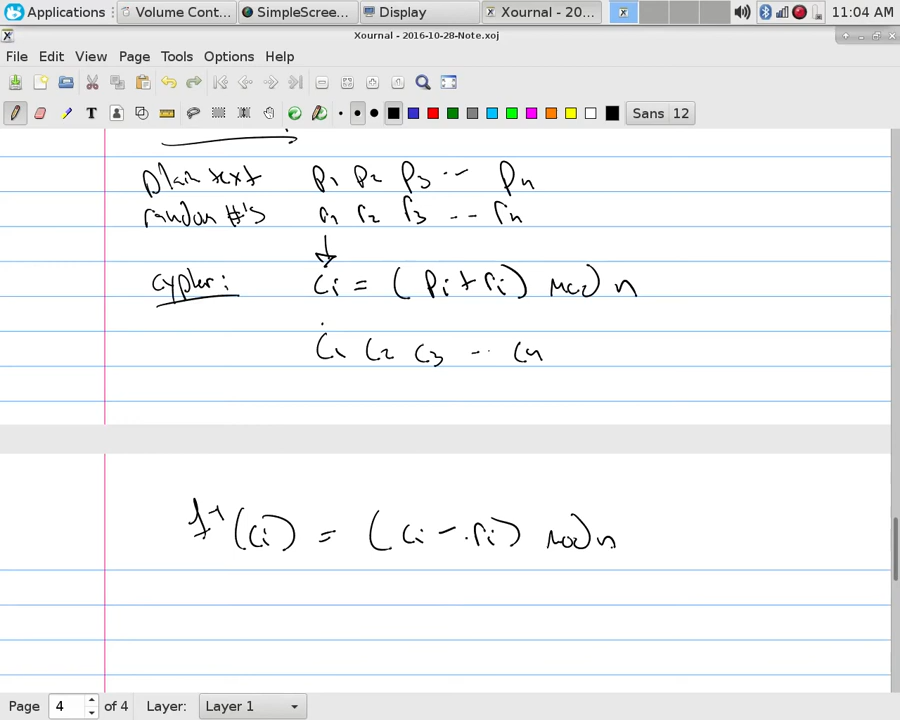 Applications Volume Cont... SimpleScree... Display Xournal - 20... 11:04 AM
Xournal - 2016-10-28-Note.xoj
File Edit View Page Tools Options Help
Sans 12
plain text p1 p2 p3 ... pn
random #'s r1 r2 r3 ... rn
cypher: ci = (pi + ri) mod n
c1 c2 c3 ... cn
f⁻¹(ci) = (ci - ri) mod n
Page 4 of 4 Layer: Layer 1